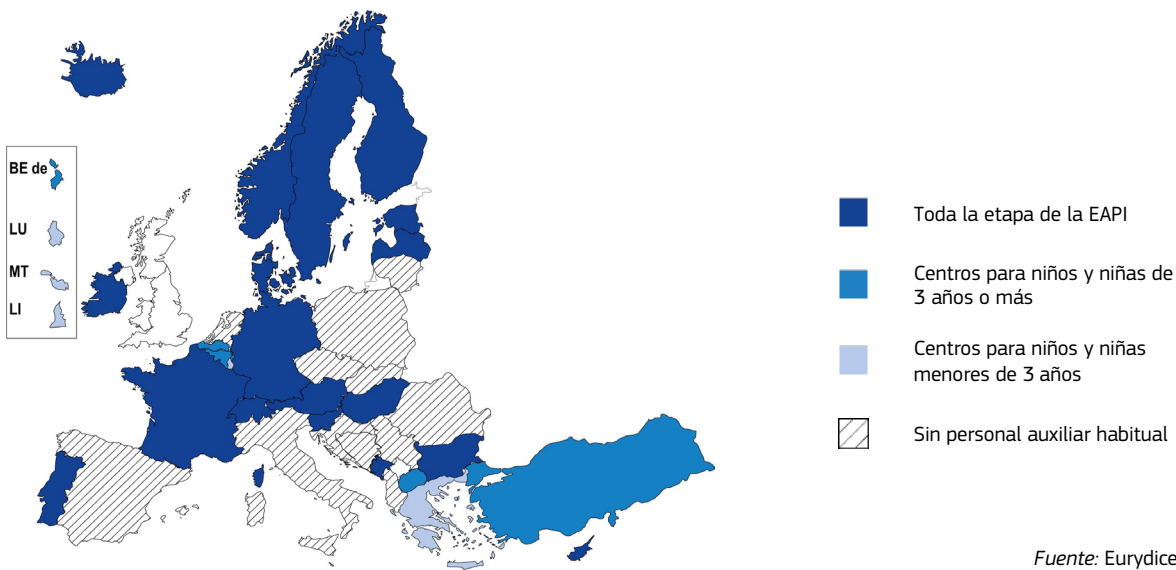 BE de
LU
MT
LI
Toda la etapa de la EAPI
Centros para niños y niñas de
3 años o más
Centros para niños y niñas
menores de 3 años
Sin personal auxiliar habitual
Fuente: Eurydice